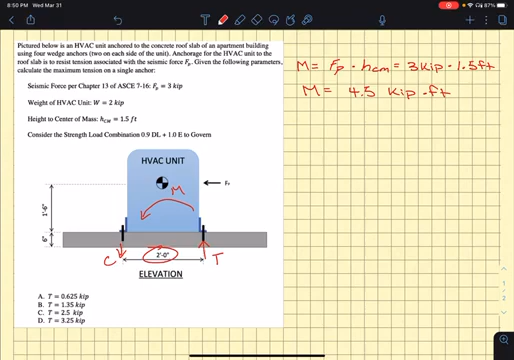 8:50 PM Wed Jan 31
87%
Pictured below is an HVAC unit anchored to the concrete roof slab of an apartment building
using four wedge anchors (two on each side of the unit). Anchorage for the HVAC unit to the
roof slab is to resist tension associated with the seismic force Fₚ. Given the following parameters,
calculate the maximum tension on a single anchor.
Seismic Force per Chapter 13 of ASCE 7-16: Fₚ = 3 kip
Weight of HVAC Unit: W = 2 kip
Height to Center of Mass: h_CM = 1.5 ft
Consider the Strength Load Combination 0.9 DL + 1.0 E to Govern
M = Fp · hcm = 3 kip · 1.5 ft
M = 4.5 kip · ft
HVAC UNIT
M
Fₚ
1'-6"
6"
C
2'-0"
T
ELEVATION
A. T = 0.625 kip
B. T = 1.35 kip
C. T = 2.5 kip
D. T = 3.25 kip
1
2